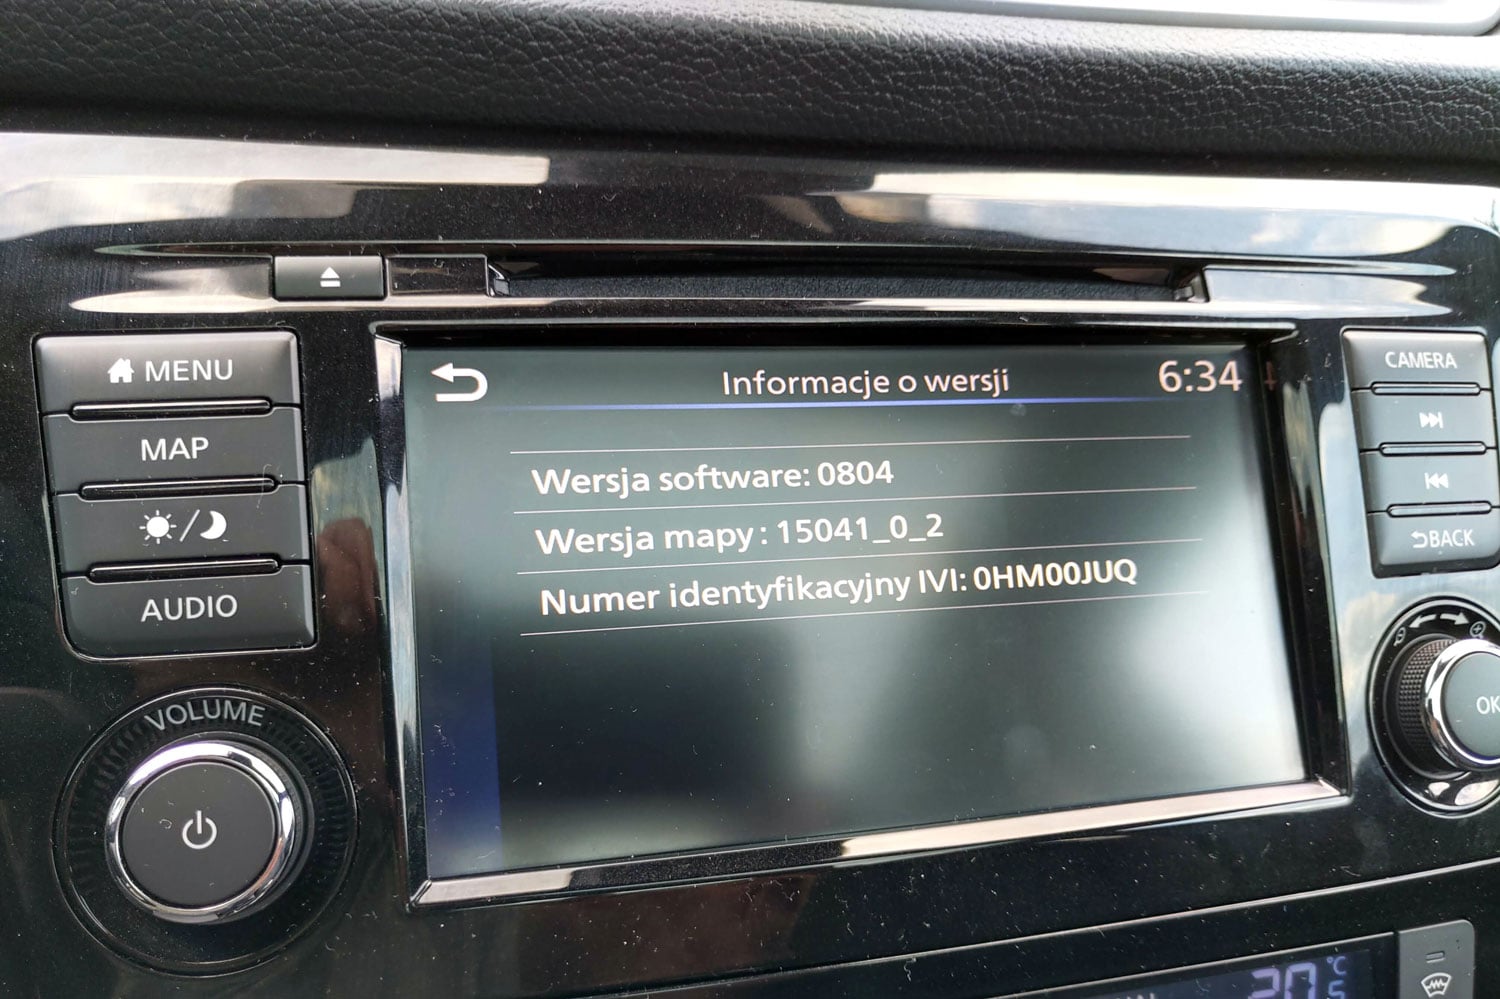 Informacje o wersji
6:34
Wersja software: 0804
Wersja mapy : 15041_0_2
Numer identyfikacyjny IVI: 0HM00JUQ
MENU
MAP
AUDIO
VOLUME
CAMERA
BACK
OK
20
°C